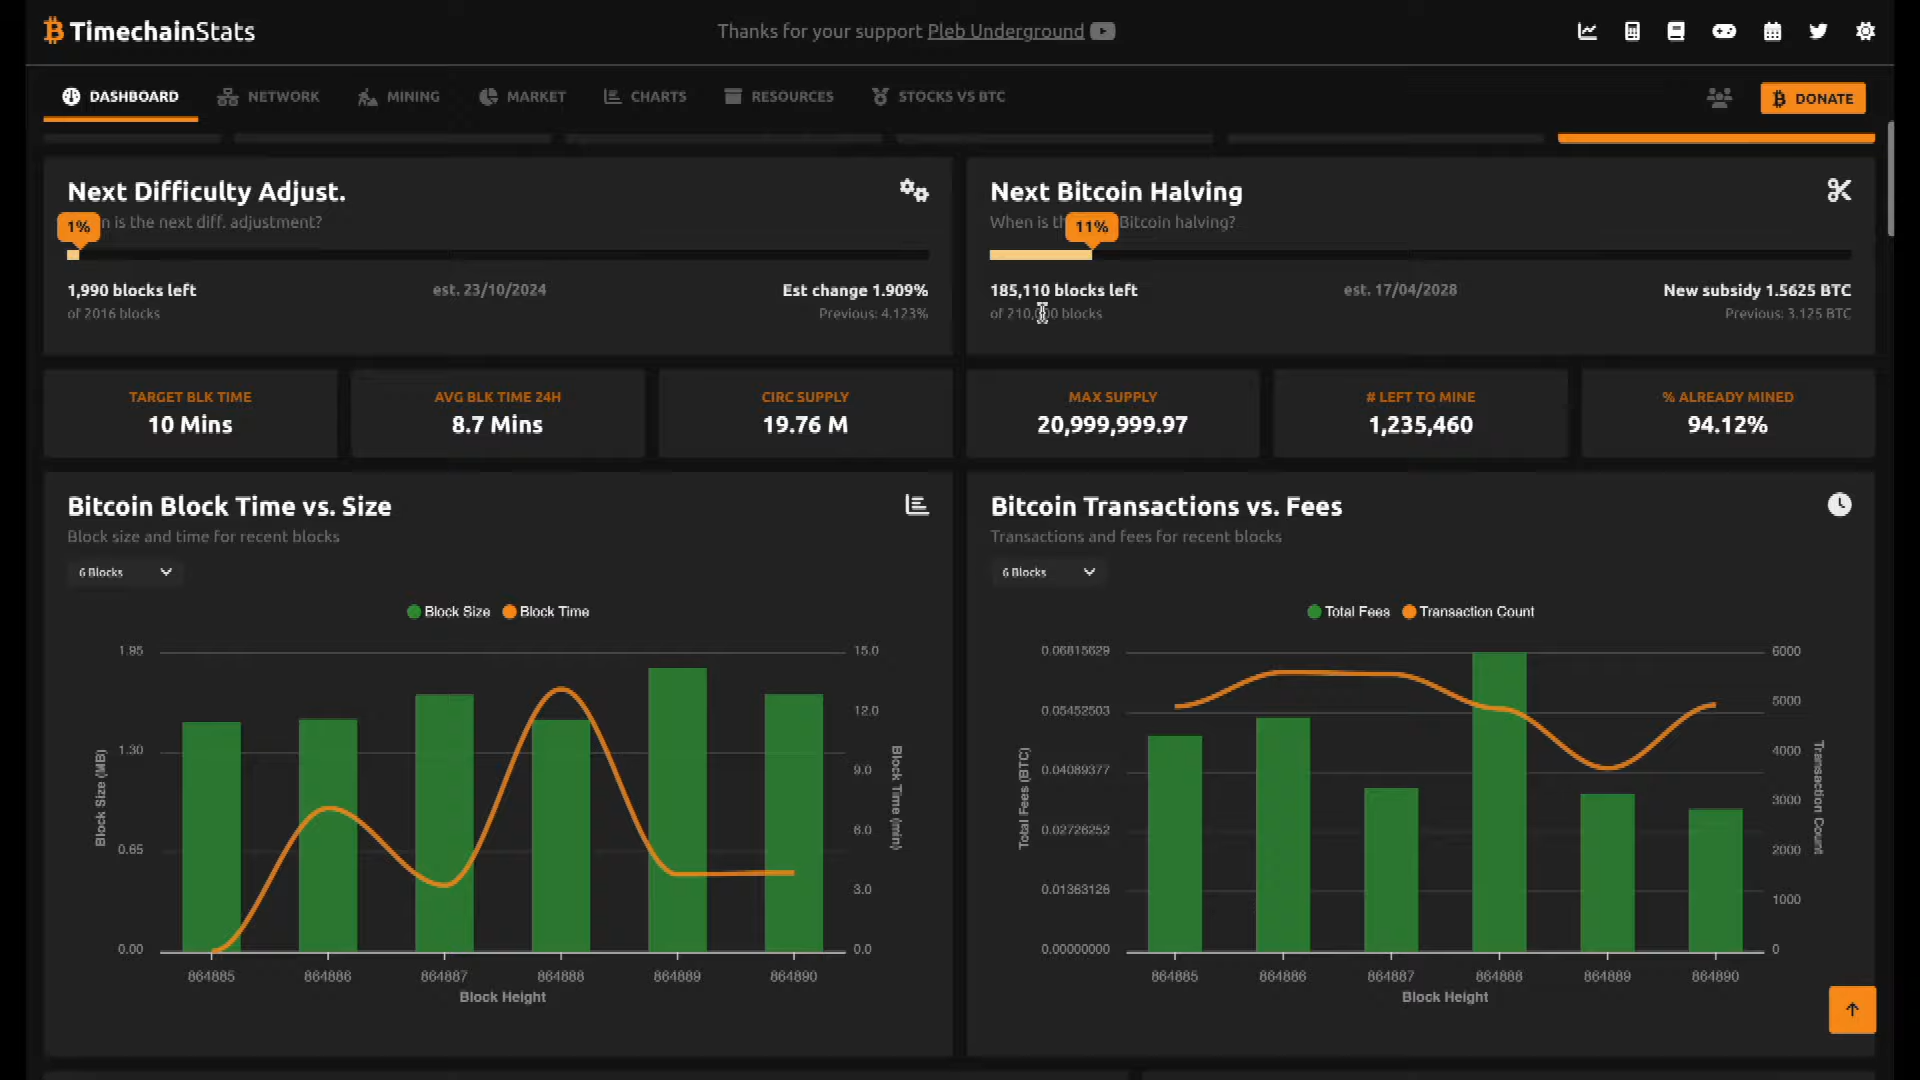 TimechainStats
Thanks for your support Pleb Underground
DASHBOARD
NETWORK
MINING
MARKET
CHARTS
RESOURCES
STOCKS VS BTC
DONATE
Next Difficulty Adjust.
n is the next diff. adjustment?
1%
1,990 blocks left
est. 23/10/2024
Est change 1.909%
of 2016 blocks
Previous: 4.123%
Next Bitcoin Halving
When is th Bitcoin halving?
11%
185,110 blocks left
est. 17/04/2028
New subsidy 1.5625 BTC
of 210,000 blocks
Previous: 3.125 BTC
TARGET BLK TIME
10 Mins
AVG BLK TIME 24H
8.7 Mins
CIRC SUPPLY
19.76 M
MAX SUPPLY
20,999,999.97
# LEFT TO MINE
1,235,460
% ALREADY MINED
94.12%
Bitcoin Block Time vs. Size
Block size and time for recent blocks
6 Blocks
Block Size
Block Time
1.95
1.30
0.65
0.00
Block Size (MB)
15.0
12.0
9.0
6.0
3.0
0.0
Block Time (min)
864885
864886
864887
864888
864889
864890
Block Height
Bitcoin Transactions vs. Fees
Transactions and fees for recent blocks
6 Blocks
Total Fees
Transaction Count
0.06815629
0.05452503
0.04089377
0.02726252
0.01363126
0.00000000
Total Fees (BTC)
6000
5000
4000
3000
2000
1000
0
Transaction Count
864885
864886
864887
864888
864889
864890
Block Height